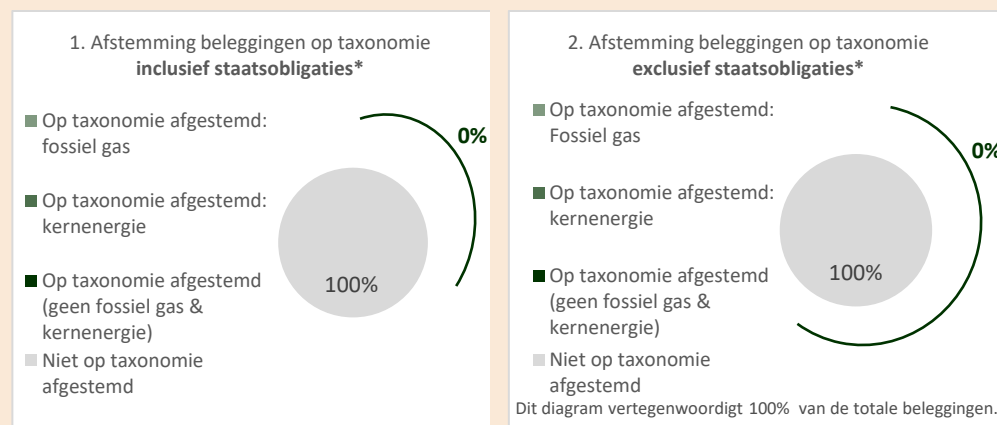 1. Afstemming beleggingen op taxonomie
inclusief staatsobligaties*
Op taxonomie afgestemd:
fossiel gas
Op taxonomie afgestemd:
kernenergie
Op taxonomie afgestemd
(geen fossiel gas &
kernenergie)
Niet op taxonomie
afgestemd
0%
100%
2. Afstemming beleggingen op taxonomie
exclusief staatsobligaties*
Op taxonomie afgestemd:
Fossiel gas
Op taxonomie afgestemd:
kernenergie
Op taxonomie afgestemd
(geen fossiel gas &
kernenergie)
Niet op taxonomie
afgestemd
0%
100%
Dit diagram vertegenwoordigt 100% van de totale beleggingen.